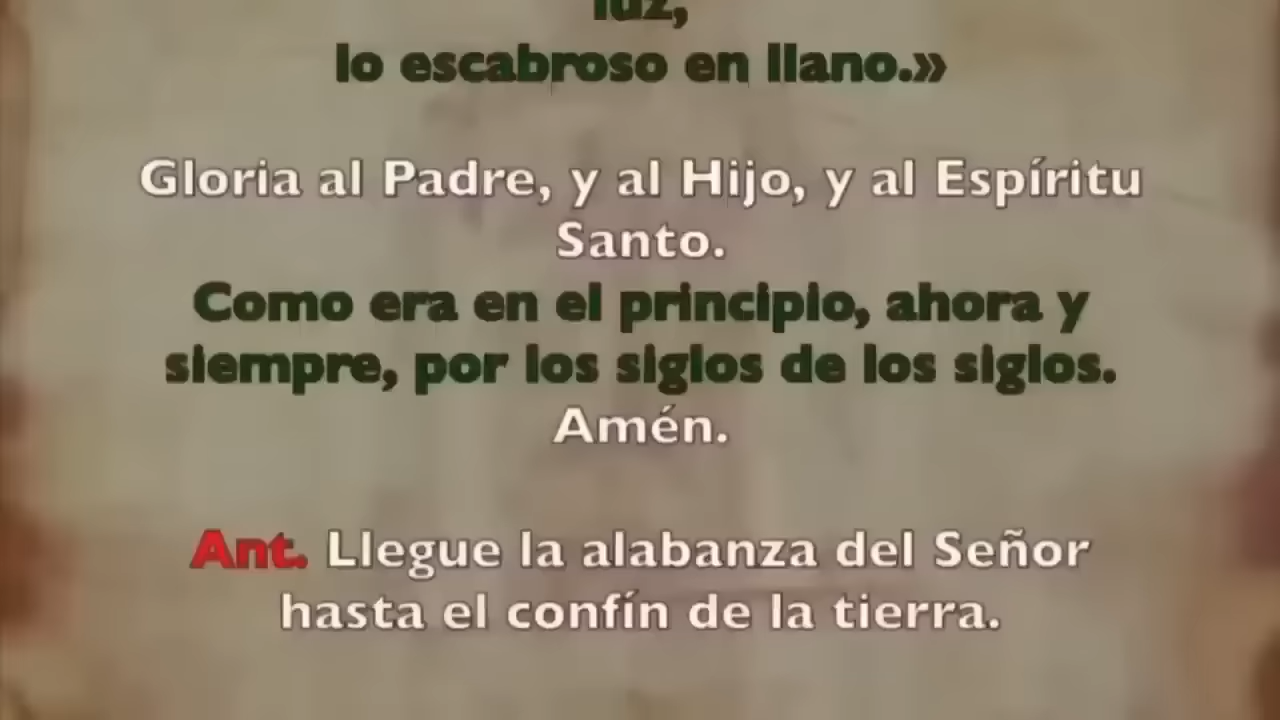 luz,
lo escabroso en llano.»
Gloria al Padre, y al Hijo, y al Espíritu
Santo.
Como era en el principio, ahora y
siempre, por los siglos de los siglos.
Amén.
Ant. Llegue la alabanza del Señor
hasta el confín de la tierra.